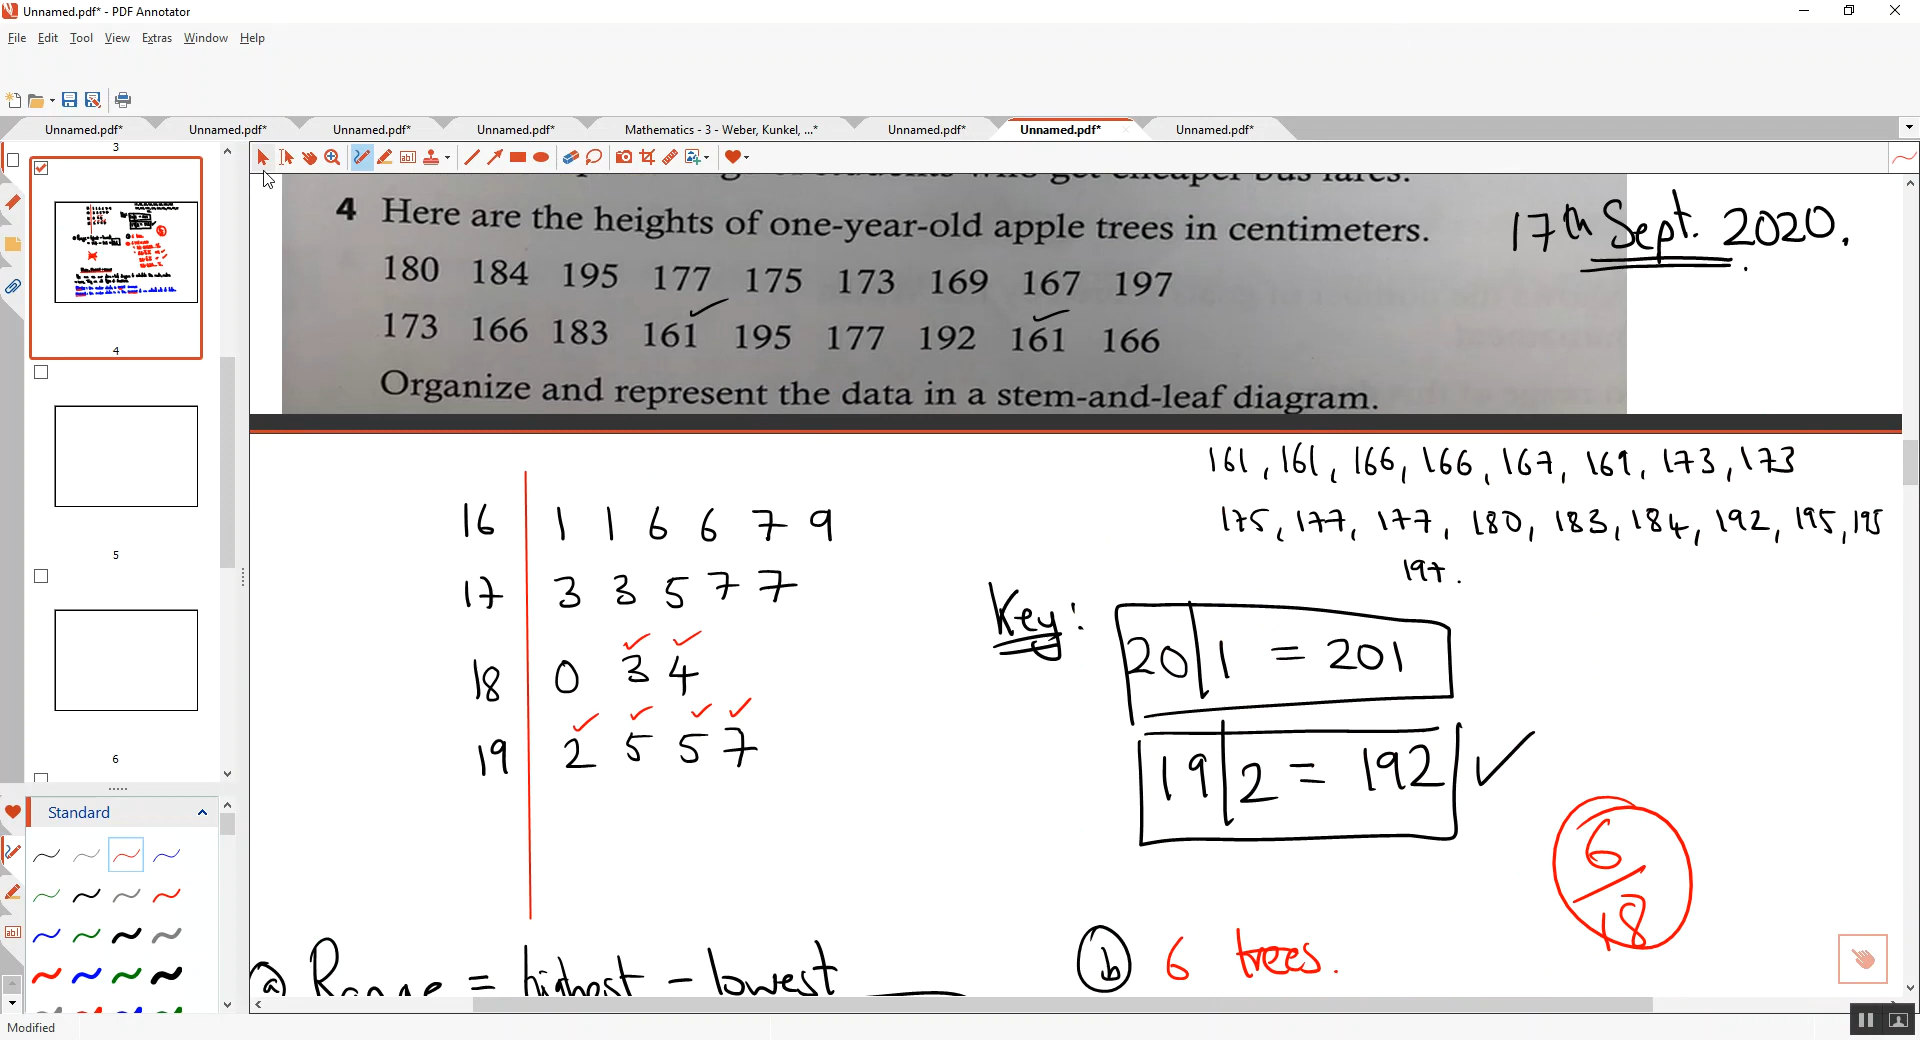 Unnamed.pdf* - PDF Annotator
File Edit Tool View Extras Window Help
Unnamed.pdf* Unnamed.pdf* Unnamed.pdf* Unnamed.pdf* Mathematics - 3 - Weber, Kunkel, ...* Unnamed.pdf* Unnamed.pdf* Unnamed.pdf*
3
4 Here are the heights of one-year-old apple trees in centimeters.
17th Sept. 2020.
180 184 195 177 175 173 169 167 197
173 166 183 161 195 177 192 161 166
Organize and represent the data in a stem-and-leaf diagram.
4
161, 161, 166, 166, 167, 169, 173, 173
175, 177, 177, 180, 183, 184, 192, 195, 195
197.
16 1 1 6 6 7 9
17 3 3 5 7 7
18 0 3 4
19 2 5 5 7
Key:
20|1 = 201
19|2 = 192
5
6
Standard
6
18
a Range = highest - lowest
b 6 trees.
Modified